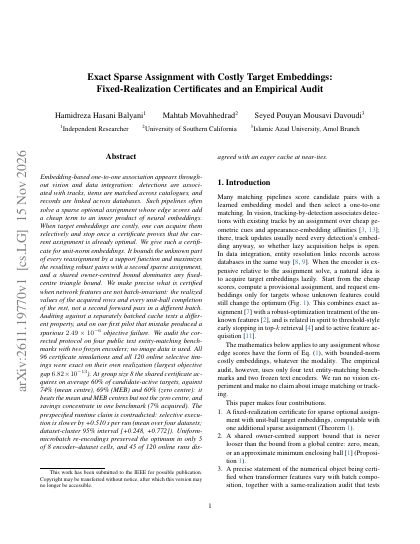 Exact Sparse Assignment with Costly Target Embeddings:
Fixed-Realization Certificates and an Empirical Audit
Hamidreza Hasani Balyani¹ Mahtab Movahhedrad² Seyed Pouyan Mousavi Davoudi³
¹Independent Researcher ²University of Southern California ³Islamic Azad University, Amol Branch
arXiv:2611.19770v1 [cs.LG] 15 Nov 2026
Abstract
Embedding-based one-to-one association appears through-
out vision and data integration: detections are associ-
ated with tracks, items are matched across catalogues, and
records are linked across databases. Such pipelines often
solve a sparse optional assignment whose edge scores add
a cheap term to an inner product of neural embeddings.
When target embeddings are costly, one can acquire them
selectively and stop once a certificate proves that the cur-
rent assignment is already optimal. We give such a certifi-
cate for unit-norm embeddings. It bounds the unknown part
of every reassignment by a support function and maximizes
the resulting robust gains with a second sparse assignment,
and a shared owner-centred bound dominates any fixed-
centre triangle bound. We make precise what is certified
when network features are not batch-invariant: the realized
values of the acquired rows and every unit-ball completion
of the rest, not a second forward pass in a different batch.
Auditing against a separately batched cache tests a differ-
ent property, and on our first pilot that mistake produced a
spurious 2.49 × 10⁻⁵ objective failure. We audit the cor-
rected protocol on four public text entity-matching bench-
marks with two frozen encoders; no image data is used. All
96 certificate simulations and all 120 online selective tim-
ings were exact on their own realization (largest objective
gap 6.82 × 10⁻¹³). At group size 8 the shared certificate ac-
quires on average 60% of candidate-active targets, against
74% (mean centre), 69% (MEB) and 60% (zero centre); it
beats the mean and MEB centres but not the zero centre, and
savings concentrate in one benchmark (7% acquired). The
prespecified runtime claim is contradicted: selective execu-
tion is slower by +0.510 s per run (mean over four datasets;
dataset-cluster 95% interval [+0.248, +0.772]). Uniform-
microbatch re-encodings preserved the optimum in only 5
of 8 encoder–dataset cells, and 45 of 120 online runs dis-
This work has been submitted to the IEEE for possible publication.
Copyright may be transferred without notice, after which this version may
no longer be accessible.
agreed with an eager cache at near-ties.
1. Introduction
Many matching pipelines score candidate pairs with a
learned embedding model and then select a one-to-one
matching. In vision, tracking-by-detection associates detec-
tions with existing tracks by an assignment over cheap ge-
ometric cues and appearance-embedding affinities [3, 13];
there, track updates usually need every detection's embed-
ding anyway, so whether lazy acquisition helps is open.
In data integration, entity resolution links records across
databases in the same way [8, 9]. When the encoder is ex-
pensive relative to the assignment solve, a natural idea is
to acquire target embeddings lazily. Start from the cheap
scores, compute a provisional assignment, and request em-
beddings only for targets whose unknown features could
still change the optimum (Fig. 1). This combines exact as-
signment [7] with a robust-optimization treatment of the un-
known features [2], and is related in spirit to threshold-style
early stopping in top-k retrieval [4] and to active feature ac-
quisition [11].
The mathematics below applies to any assignment whose
edge scores have the form of Eq. (1), with bounded-norm
costly embeddings, whatever the modality. The empirical
audit, however, uses only four text entity-matching bench-
marks and two frozen text encoders. We run no vision ex-
periment and make no claim about image matching or track-
ing.
This paper makes four contributions.
1. A fixed-realization certificate for sparse optional assign-
ment with unit-ball target embeddings, computable with
one additional sparse assignment (Theorem 1).
2. A shared owner-centred support bound that is never
looser than the bound from a global centre: zero, mean,
or an approximate minimum enclosing ball [1] (Proposi-
tion 1).
3. A precise statement of the numerical object being certi-
fied when transformer features vary with batch compo-
sition, together with a same-realization audit that tests
1